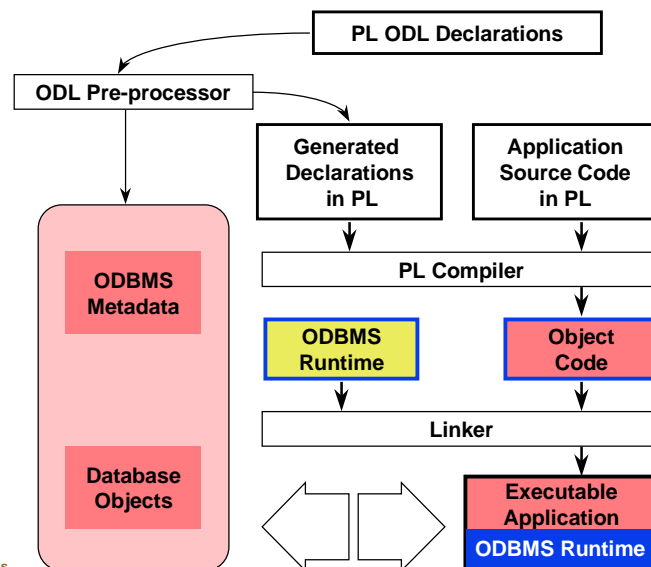 PL ODL Declarations
ODL Pre-processor
Generated
Declarations
in PL
Application
Source Code
in PL
PL Compiler
ODBMS
Metadata
ODBMS
Runtime
Object
Code
Linker
Database
Objects
Executable
Application
ODBMS Runtime